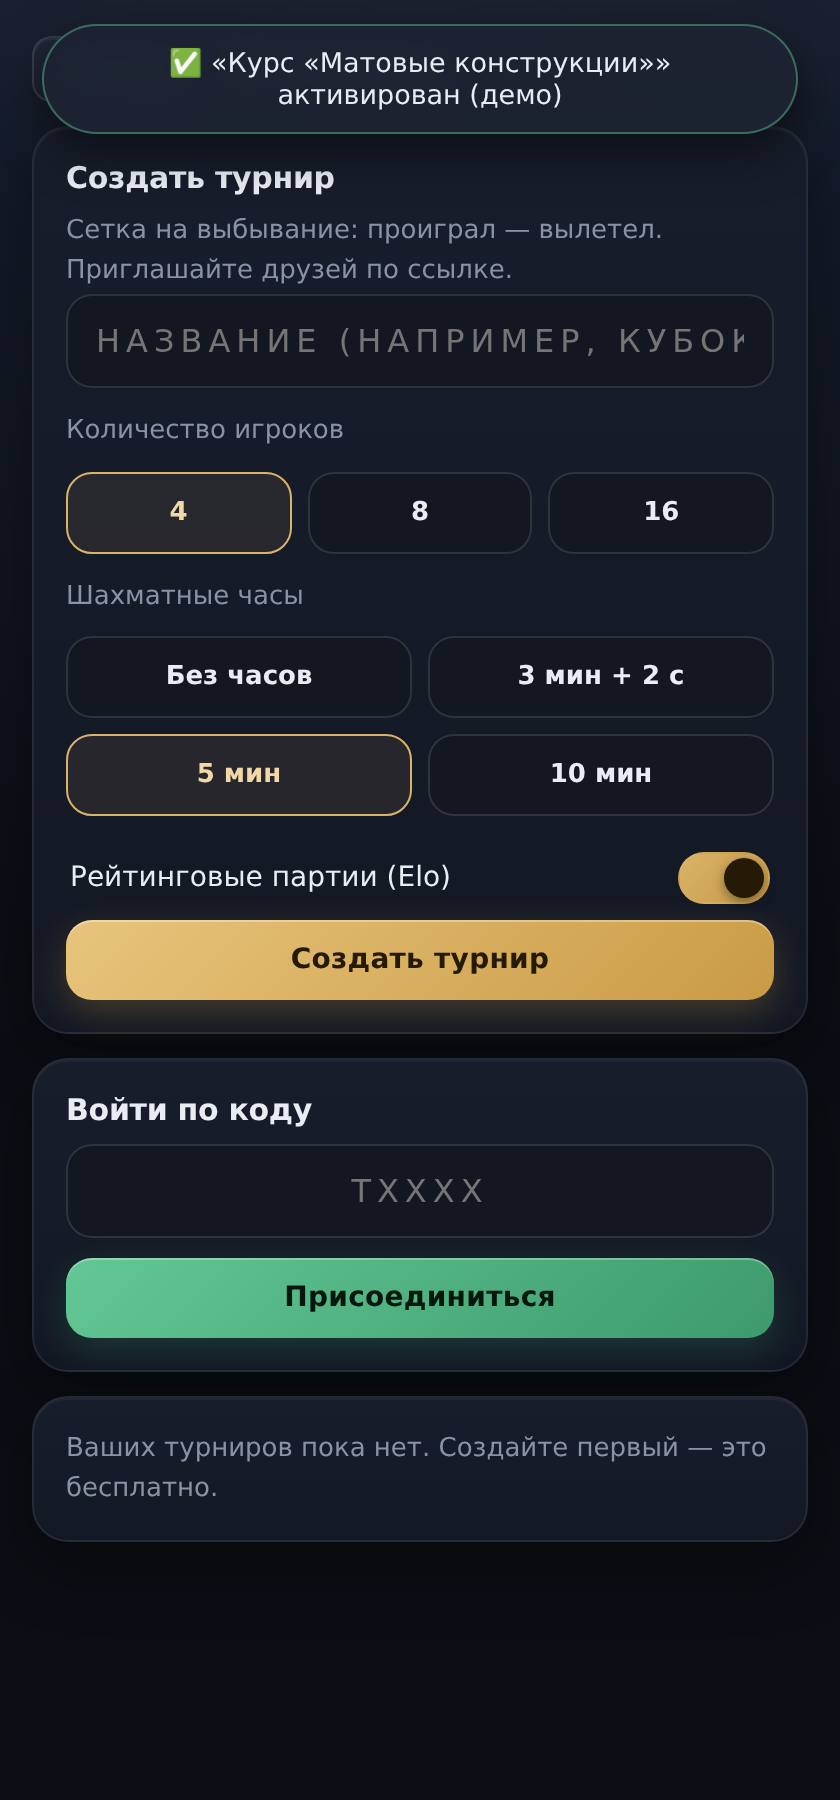 ✅ «Курс «Матовые конструкции»»
активирован (демо)
Создать турнир
Сетка на выбывание: проиграл — вылетел.
Приглашайте друзей по ссылке.
НАЗВАНИЕ (НАПРИМЕР, КУБОК
Количество игроков
4
8
16
Шахматные часы
Без часов
3 мин + 2 с
5 мин
10 мин
Рейтинговые партии (Elo)
Создать турнир
Войти по коду
TXXXX
Присоединиться
Ваших турниров пока нет. Создайте первый — это
бесплатно.